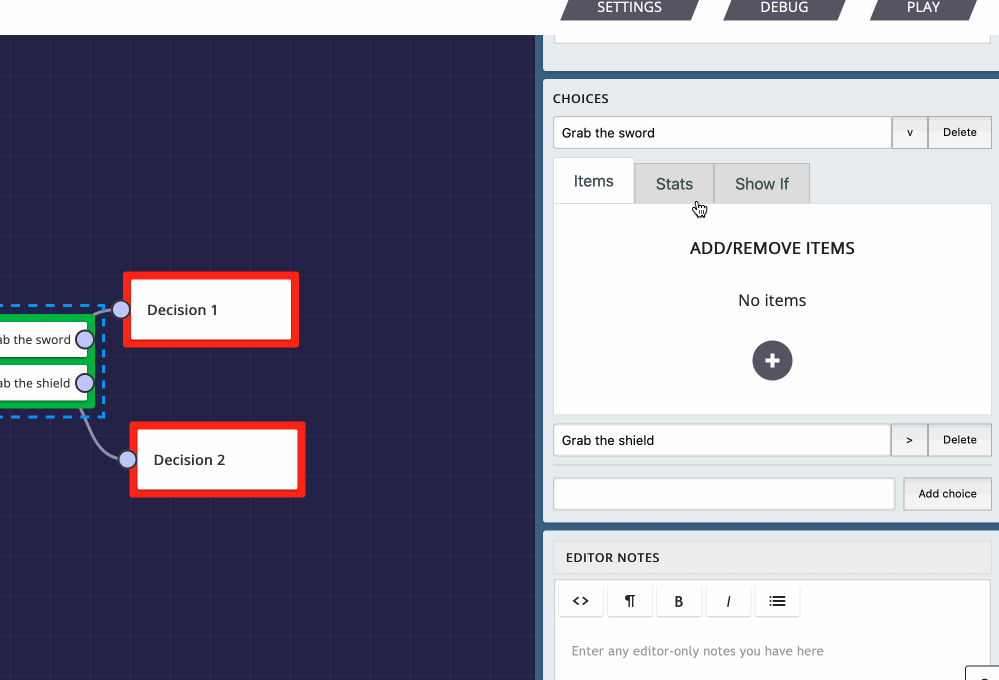 SETTINGS
DEBUG
PLAY
CHOICES
Grab the sword
v
Delete
Items
Stats
Show If
ADD/REMOVE ITEMS
No items
Grab the shield
>
Delete
Add choice
EDITOR NOTES
<> ¶ B I
Enter any editor-only notes you have here
Decision 1
ab the sword
ab the shield
Decision 2